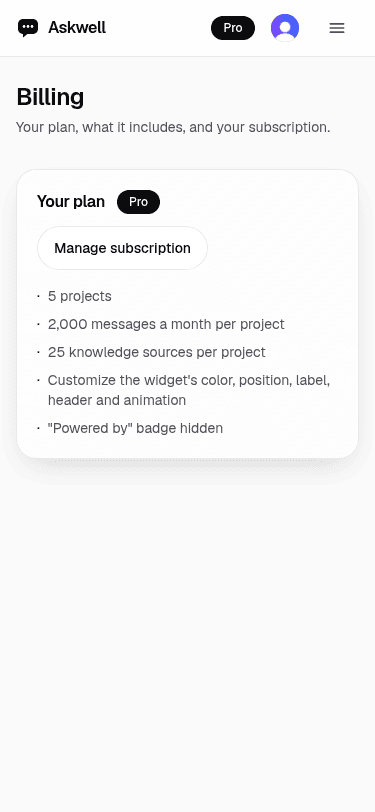 Askwell
Pro
Billing
Your plan, what it includes, and your subscription.
Your plan
Pro
Manage subscription
· 5 projects
· 2,000 messages a month per project
· 25 knowledge sources per project
· Customize the widget's color, position, label,
header and animation
· "Powered by" badge hidden